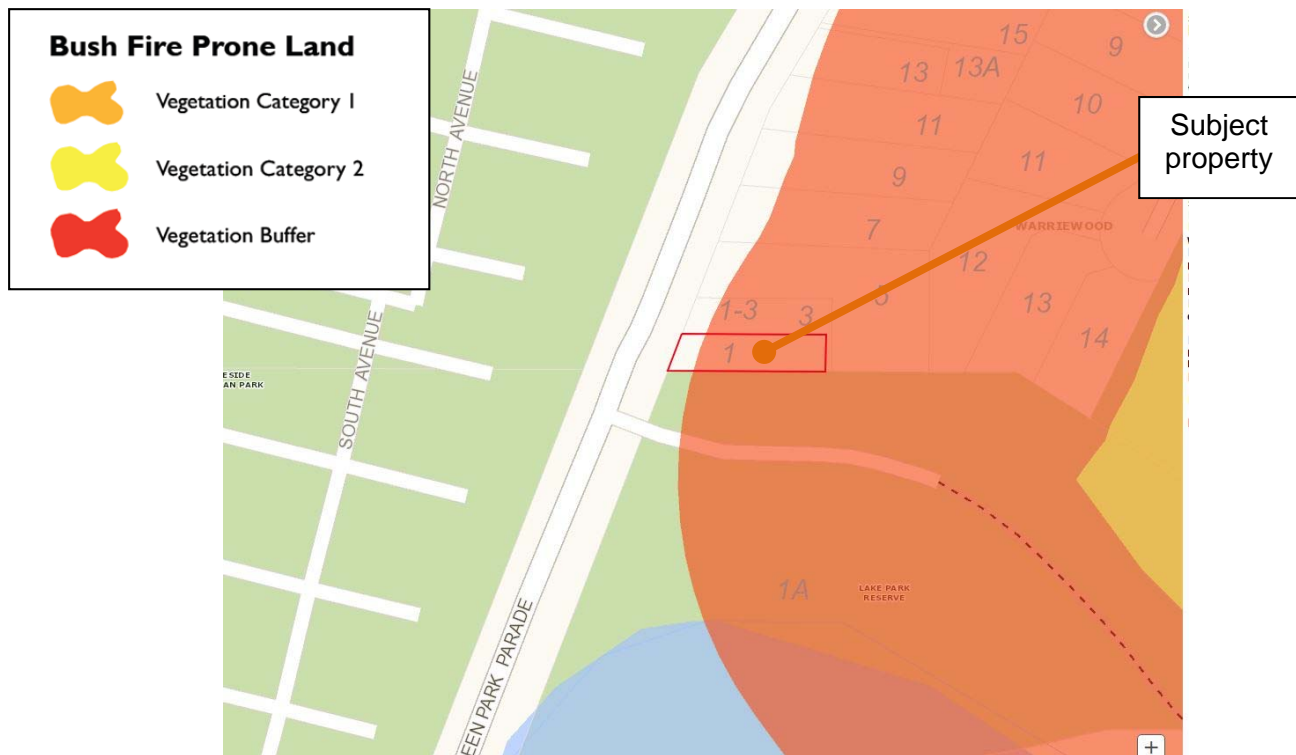 Bush Fire Prone Land
Vegetation Category 1
Vegetation Category 2
Vegetation Buffer
Subject
property
NORTH AVENUE
SOUTH AVENUE
ESIDE
AN PARK
EEN PARK PARADE
15
9
13
13A
10
11
11
9
WARRIEWOOD
7
12
5
13
1-3
3
14
1
1A
LAKE PARK
RESERVE
+